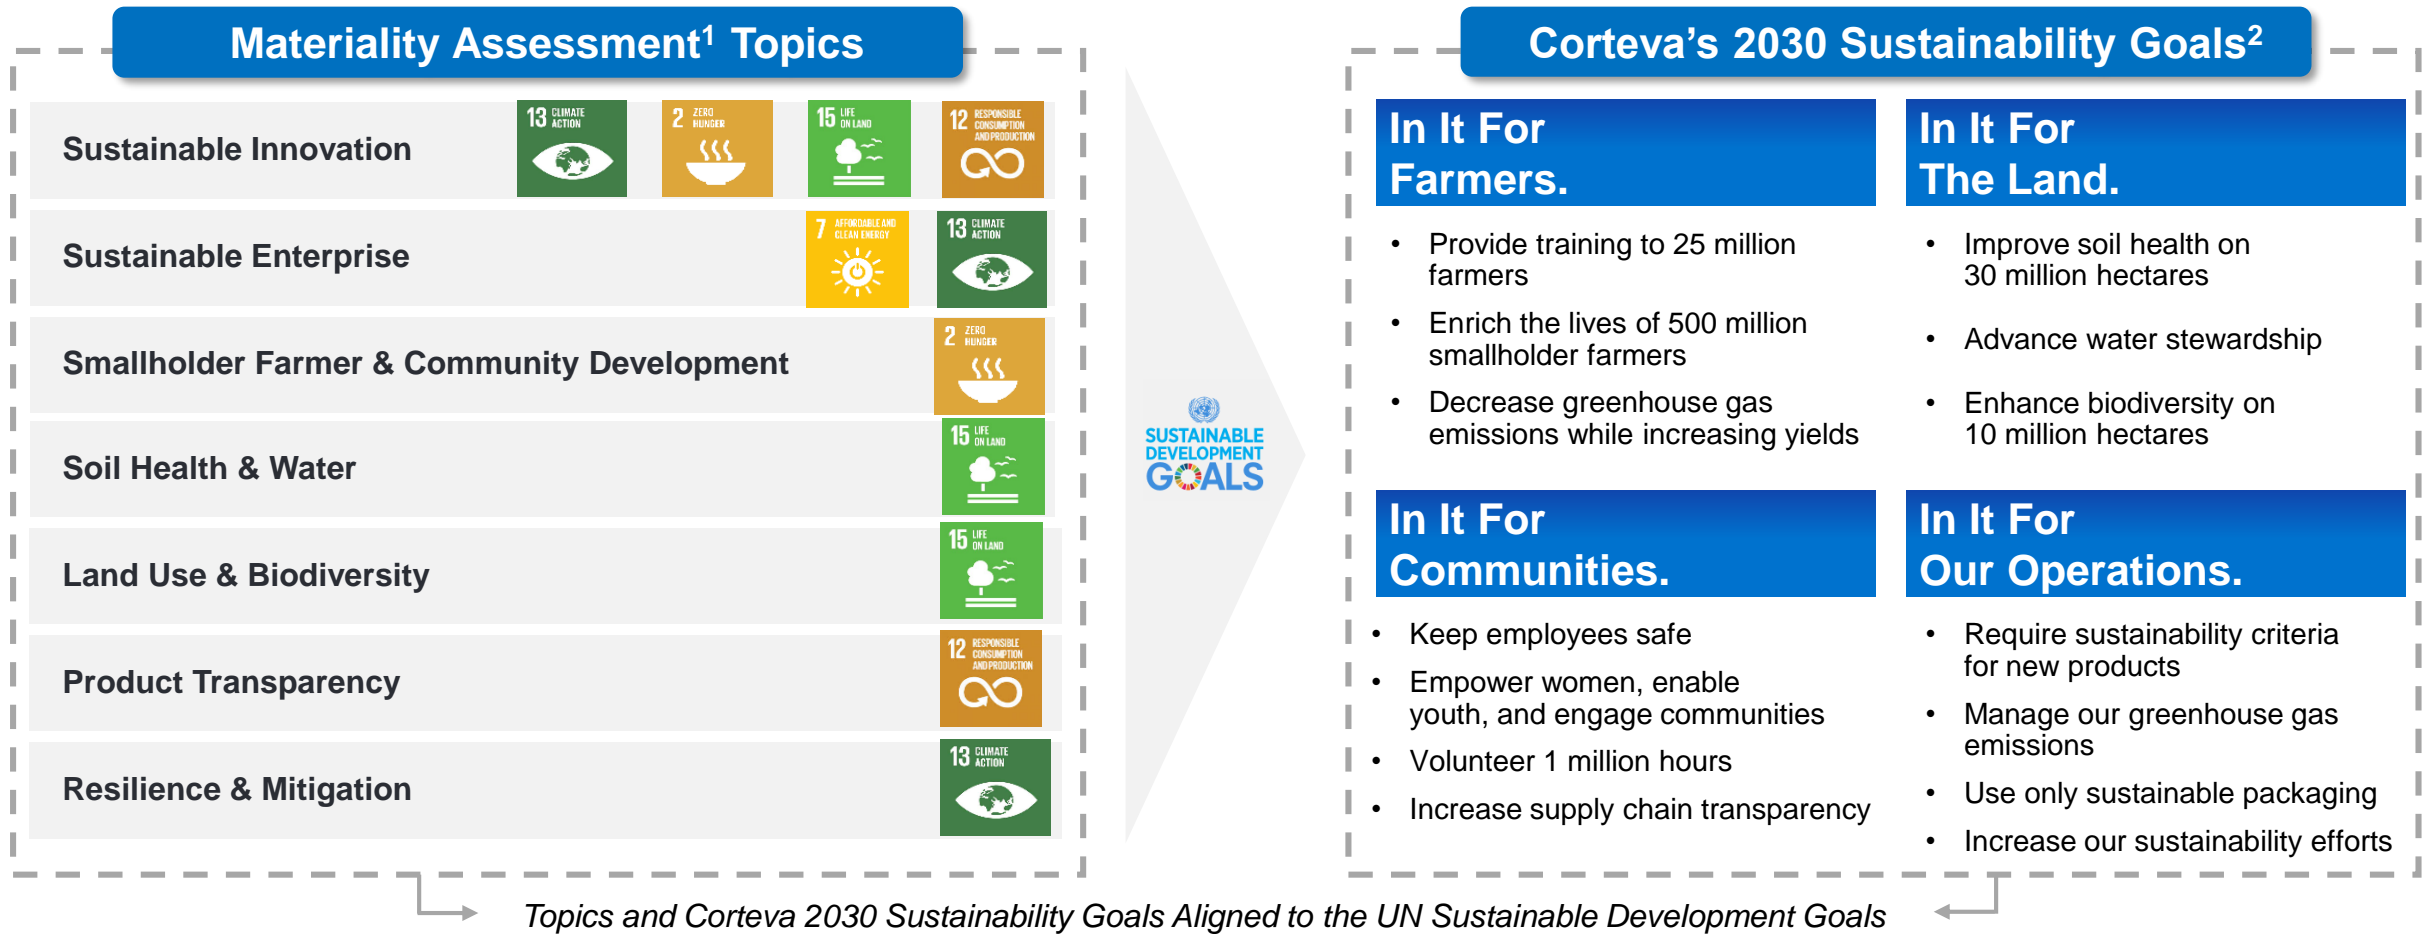 Materiality Assessment¹ Topics
Sustainable Innovation
13 CLIMATE
ACTION
2 ZERO
HUNGER
15 LIFE
ON LAND
12 RESPONSIBLE
CONSUMPTION
AND PRODUCTION
Sustainable Enterprise
7 AFFORDABLE AND
CLEAN ENERGY
13 CLIMATE
ACTION
Smallholder Farmer & Community Development
2 ZERO
HUNGER
Soil Health & Water
15 LIFE
ON LAND
Land Use & Biodiversity
15 LIFE
ON LAND
Product Transparency
12 RESPONSIBLE
CONSUMPTION
AND PRODUCTION
Resilience & Mitigation
13 CLIMATE
ACTION
SUSTAINABLE
DEVELOPMENT
GOALS
Corteva's 2030 Sustainability Goals²
In It For
Farmers.
• Provide training to 25 million
farmers
• Enrich the lives of 500 million
smallholder farmers
• Decrease greenhouse gas
emissions while increasing yields
In It For
The Land.
• Improve soil health on
30 million hectares
• Advance water stewardship
• Enhance biodiversity on
10 million hectares
In It For
Communities.
• Keep employees safe
• Empower women, enable
youth, and engage communities
• Volunteer 1 million hours
• Increase supply chain transparency
In It For
Our Operations.
• Require sustainability criteria
for new products
• Manage our greenhouse gas
emissions
• Use only sustainable packaging
• Increase our sustainability efforts
Topics and Corteva 2030 Sustainability Goals Aligned to the UN Sustainable Development Goals